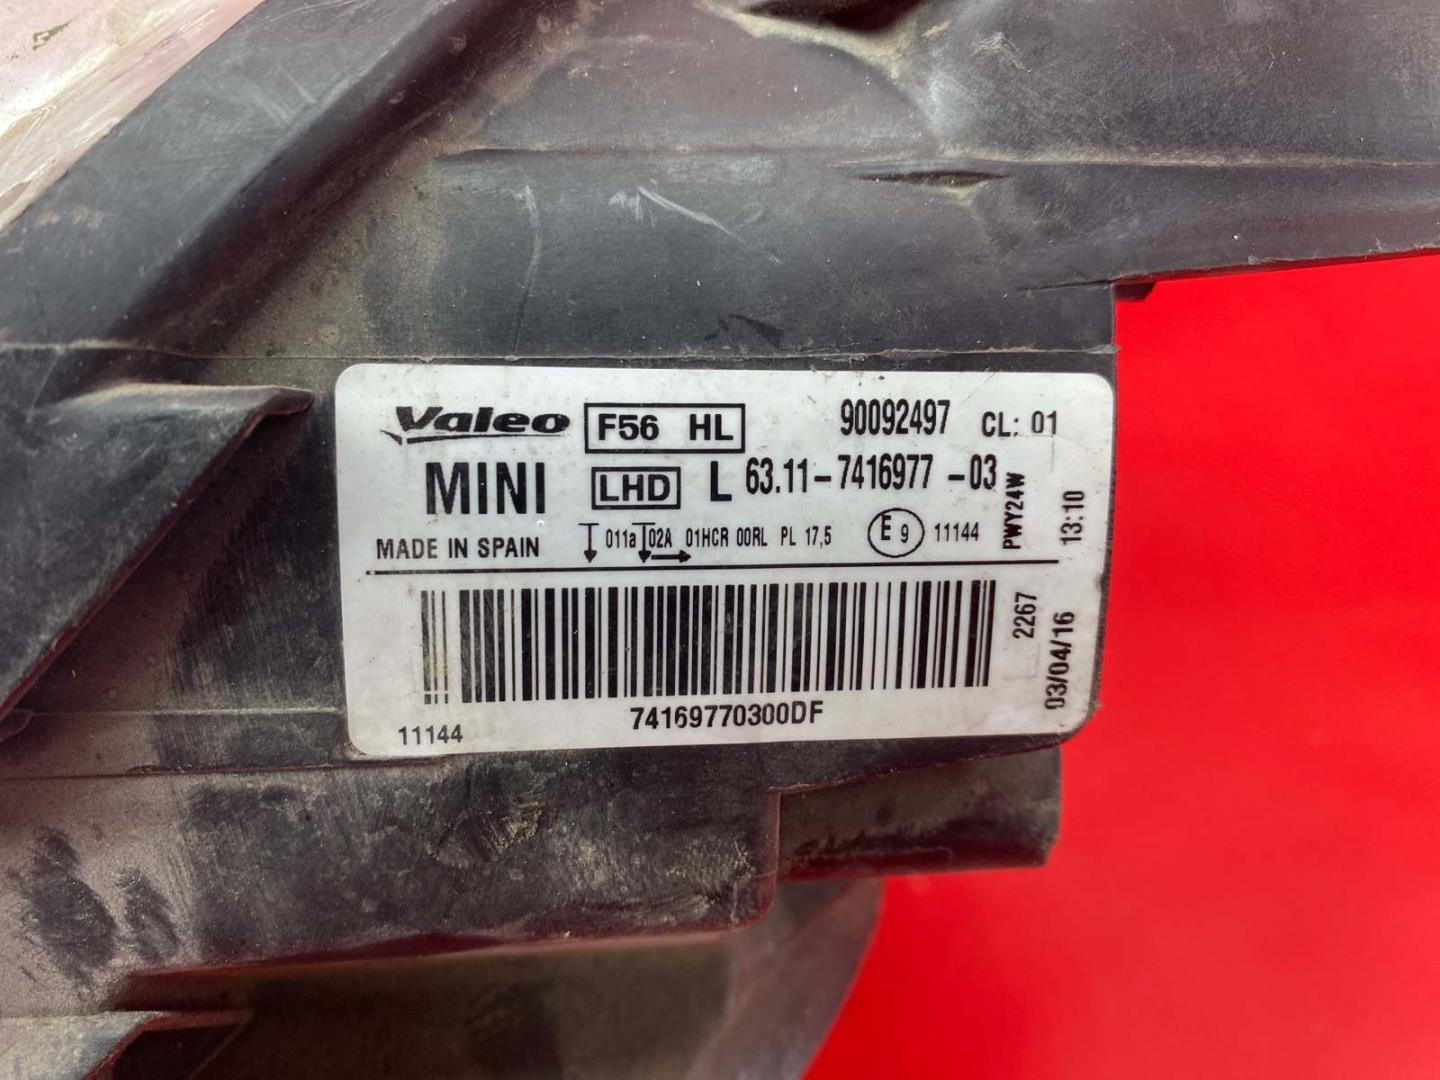 Valeo F56 HL 90092497 CL: 01
MINI LHD L 63.11-7416977-03
MADE IN SPAIN 011a 02A 01HCR 00RL PL 17,5 E9 11144
PWY24W
13:10
2267
03/04/16
74169770300DF
11144